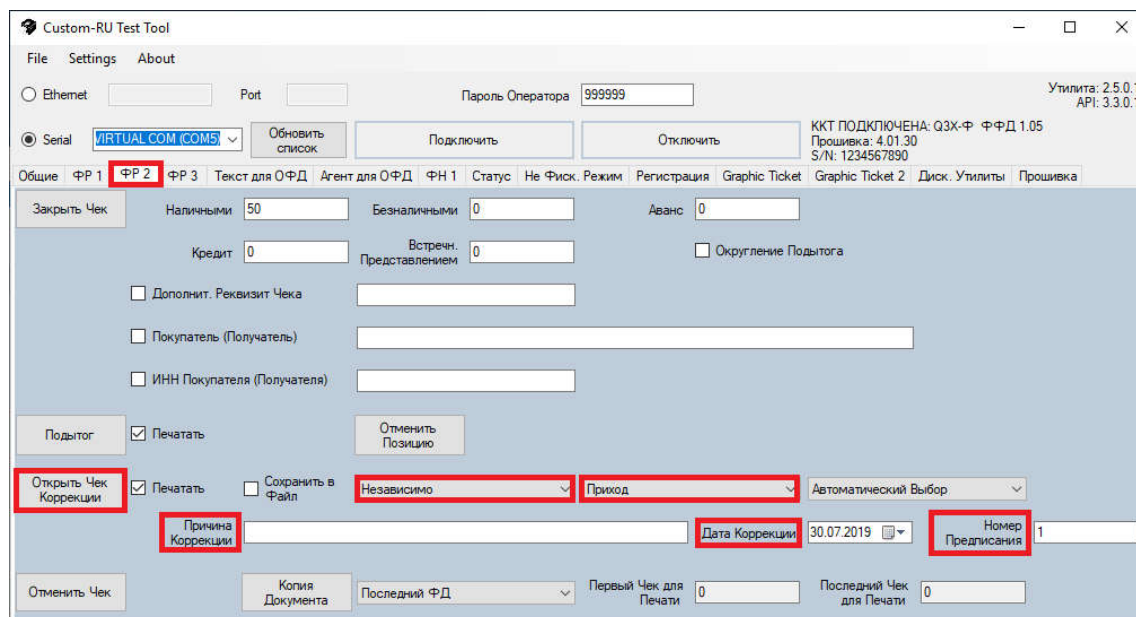 Custom-RU Test Tool
File Settings About
Ethernet Port Пароль Оператора 999999 Утилита: 2.5.0.1
API: 3.3.0.1
Serial VIRTUAL COM (COM5) Обновить список Подключить Отключить ККТ ПОДКЛЮЧЕНА: Q3X-Ф ФФД 1.05
Прошивка: 4.01.30
S/N: 1234567890
Общие ФР 1 ФР 2 ФР 3 Текст для ОФД Агент для ОФД ФН 1 Статус Не Фиск. Режим Регистрация Graphic Ticket Graphic Ticket 2 Диск. Утилиты Прошивка
Закрыть Чек Наличными 50 Безналичными 0 Аванс 0
Кредит 0 Встречн. Представлением 0 Округление Подытога
Дополнит. Реквизит Чека
Покупатель (Получатель)
ИНН Покупателя (Получателя)
Подытог Печатать Отменить Позицию
Открыть Чек Коррекции Печатать Сохранить в Файл Независимо Приход Автоматический Выбор
Причина Коррекции Дата Коррекции 30.07.2019 Номер Предписания 1
Отменить Чек Копия Документа Последний ФД Первый Чек для Печати 0 Последний Чек для Печати 0